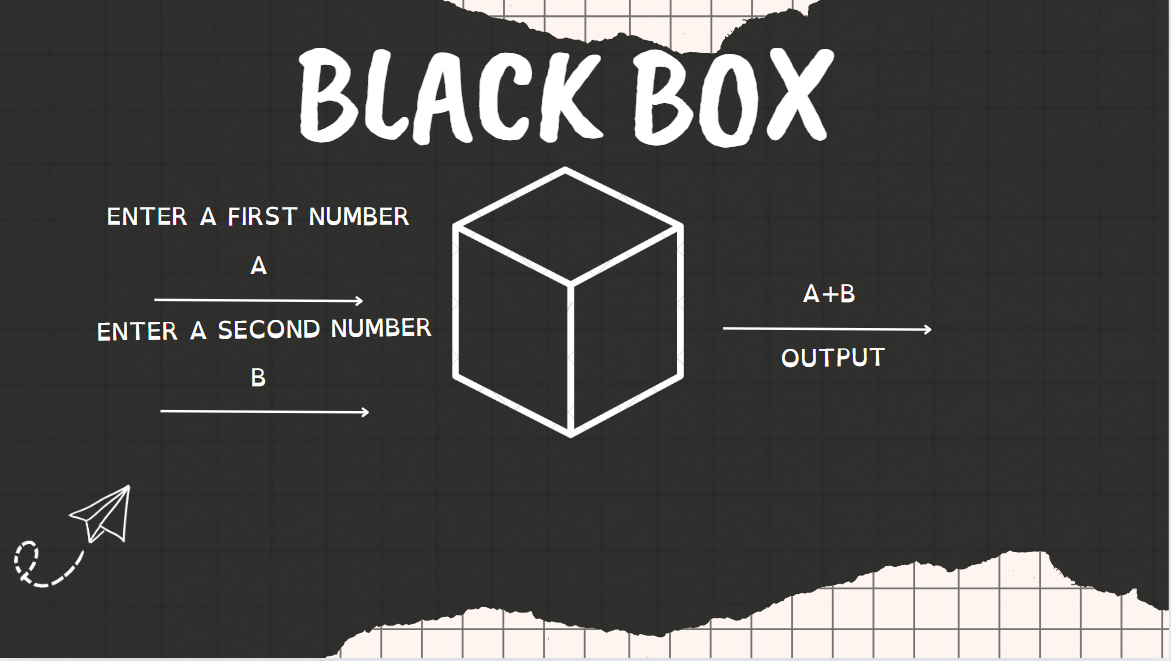 BLACK BOX
ENTER A FIRST NUMBER
A
ENTER A SECOND NUMBER
B
A+B
OUTPUT